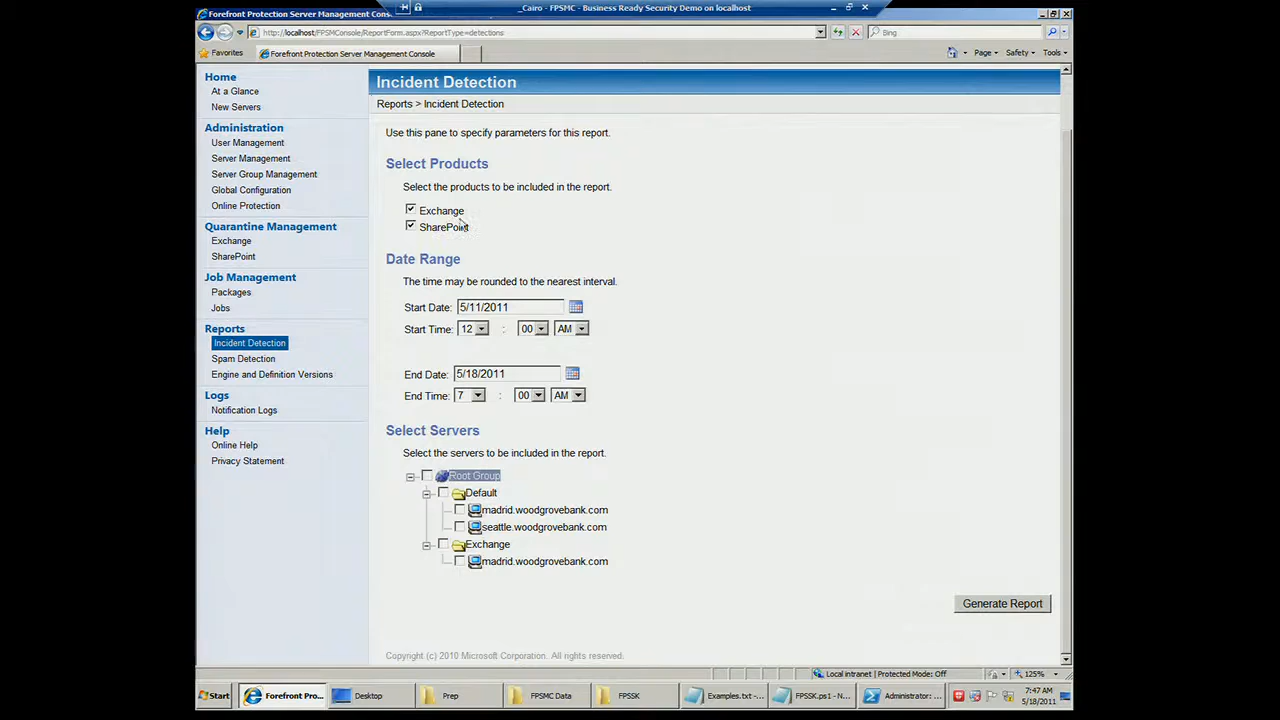 _Cairo - FPSMC - Business Ready Security Demo on localhost
Forefront Protection Server Management Cons
http://localhost/FPSMConsole/ReportForm.aspx?ReportType=detections
Bing
Favorites
Forefront Protection Server Management Console
Page
Safety
Tools
Home
At a Glance
New Servers
Administration
User Management
Server Management
Server Group Management
Global Configuration
Online Protection
Quarantine Management
Exchange
SharePoint
Job Management
Packages
Jobs
Reports
Incident Detection
Spam Detection
Engine and Definition Versions
Logs
Notification Logs
Help
Online Help
Privacy Statement
Incident Detection
Reports > Incident Detection
Use this pane to specify parameters for this report.
Select Products
Select the products to be included in the report.
Exchange
SharePoint
Date Range
The time may be rounded to the nearest interval.
Start Date: 5/11/2011
Start Time: 12 : 00 AM
End Date: 5/18/2011
End Time: 7 : 00 AM
Select Servers
Select the servers to be included in the report.
Root Group
Default
madrid.woodgrovebank.com
seattle.woodgrovebank.com
Exchange
madrid.woodgrovebank.com
Generate Report
Copyright (c) 2010 Microsoft Corporation. All rights reserved.
Local intranet | Protected Mode: Off
125%
Start
Forefront Pro...
Desktop
Prep
FPSMC Data
FPSSK
Examples.txt -...
FPSSK.ps1 - N...
Administrator: ...
7:47 AM
5/18/2011